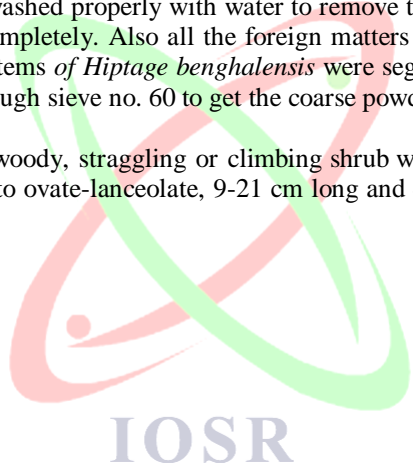 washed properly with water to remove t
mpletely. Also all the foreign matters
tems of Hiptage benghalensis were seg
ugh sieve no. 60 to get the coarse powd
woody, straggling or climbing shrub w
to ovate-lanceolate, 9-21 cm long and
IOSR